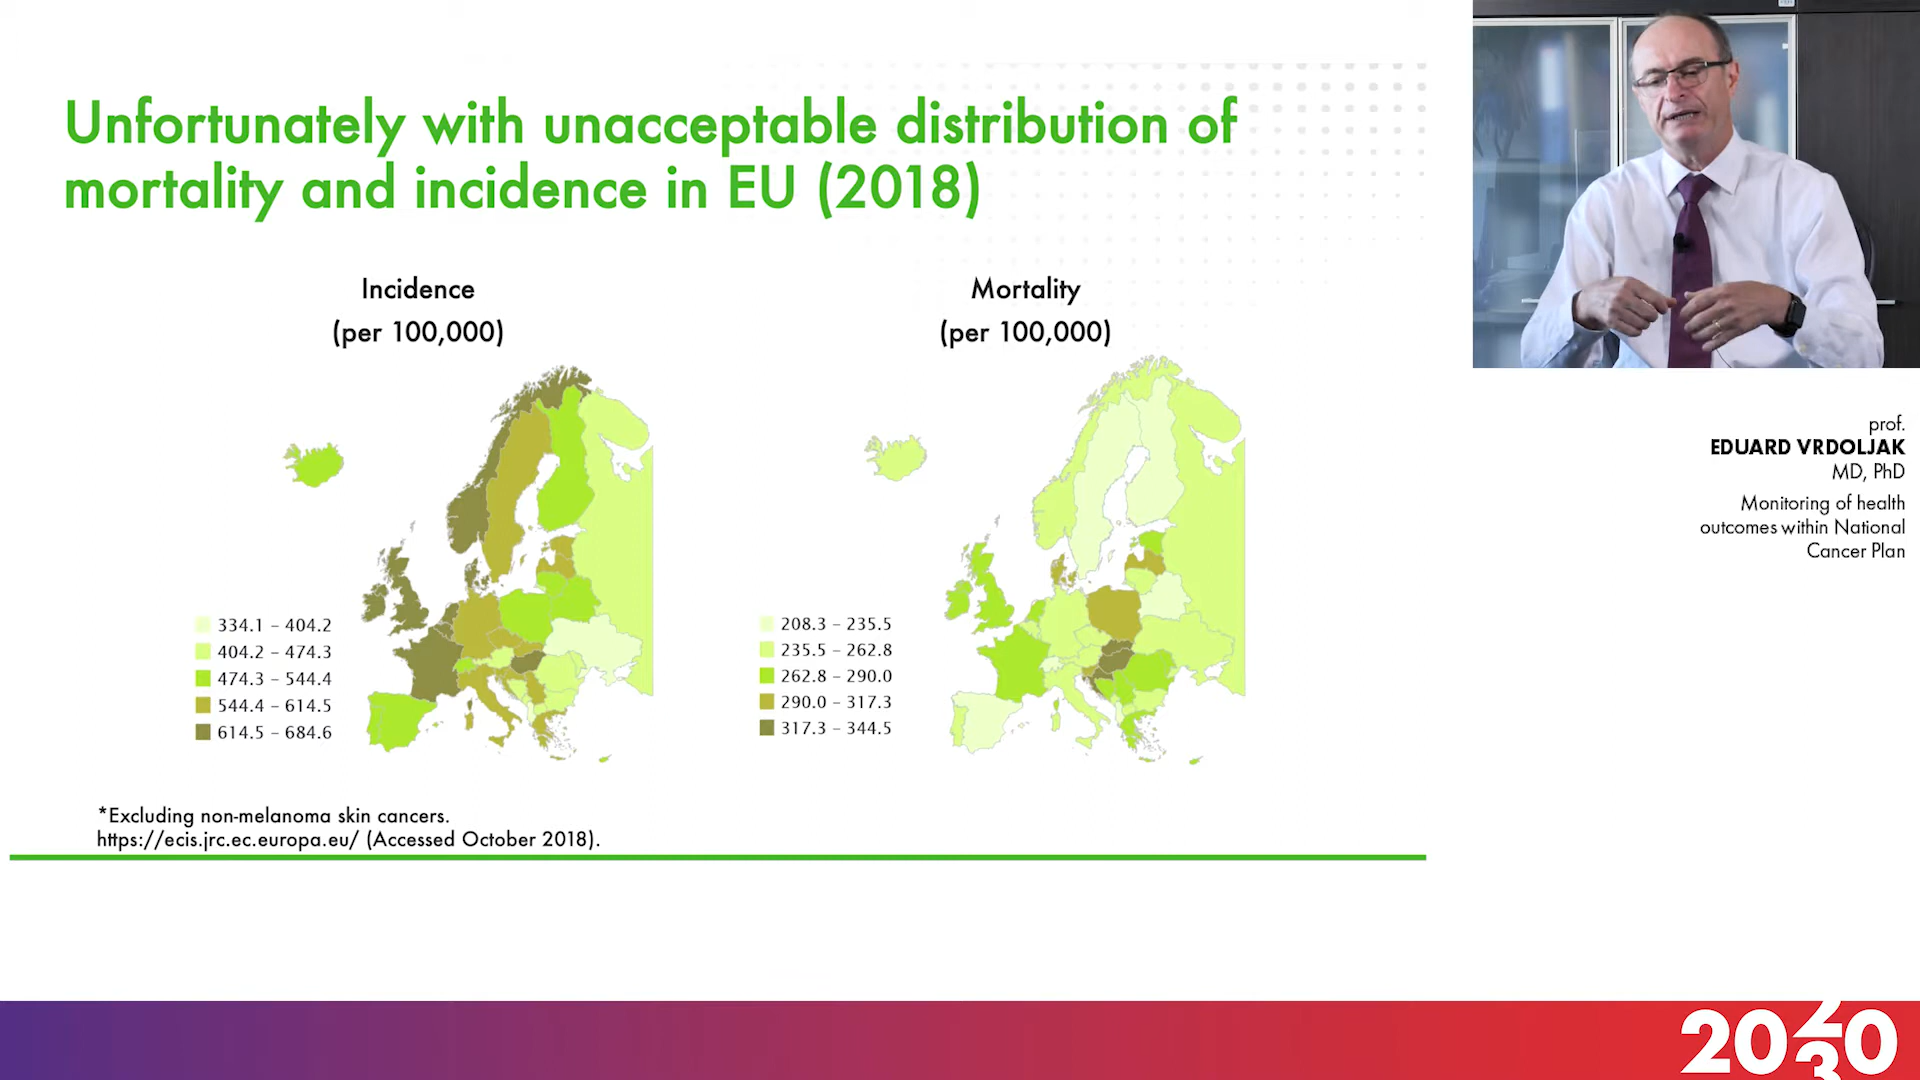 Unfortunately with unacceptable distribution of
mortality and incidence in EU (2018)
Incidence
(per 100,000)
334.1 – 404.2
404.2 – 474.3
474.3 – 544.4
544.4 – 614.5
614.5 – 684.6
Mortality
(per 100,000)
208.3 – 235.5
235.5 – 262.8
262.8 – 290.0
290.0 – 317.3
317.3 – 344.5
*Excluding non-melanoma skin cancers.
https://ecis.jrc.ec.europa.eu/ (Accessed October 2018).
prof.
EDUARD VRDOLJAK
MD, PhD
Monitoring of health
outcomes within National
Cancer Plan